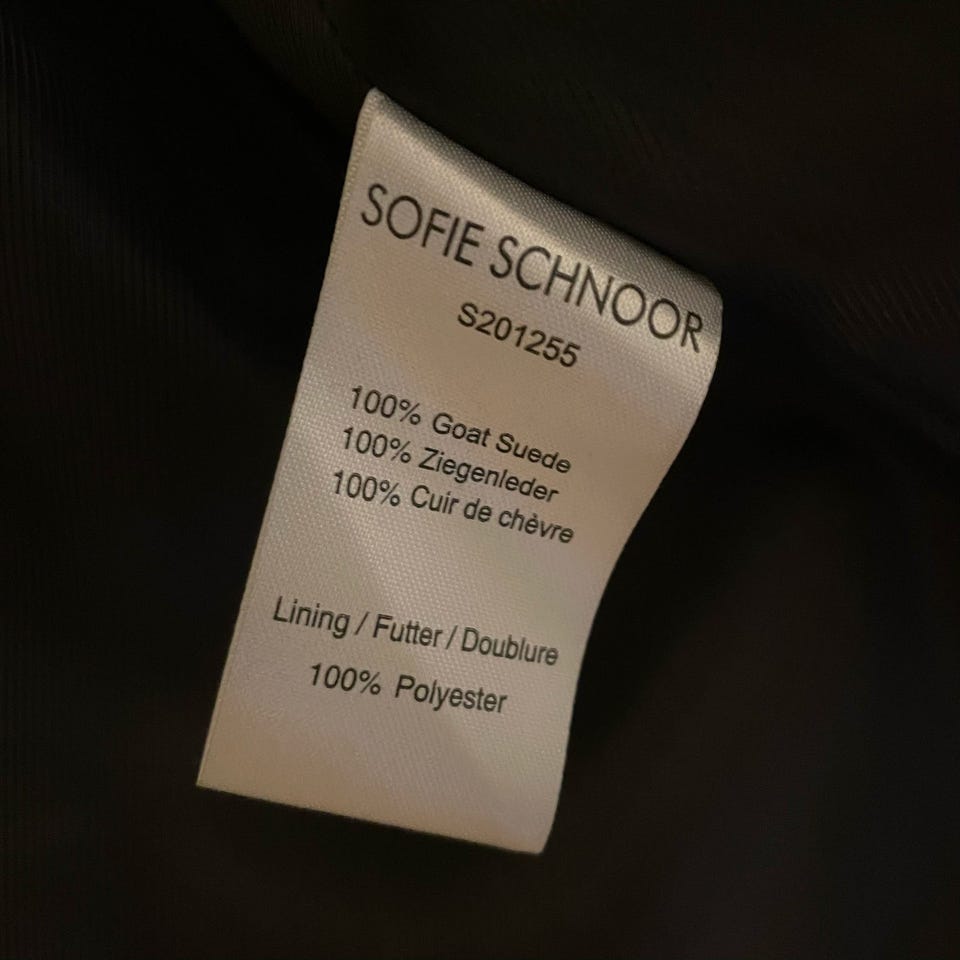 SOFIE SCHNOOR
S201255
100% Goat Suede
100% Ziegenleder
100% Cuir de chèvre
Lining / Futter / Doublure
100% Polyester